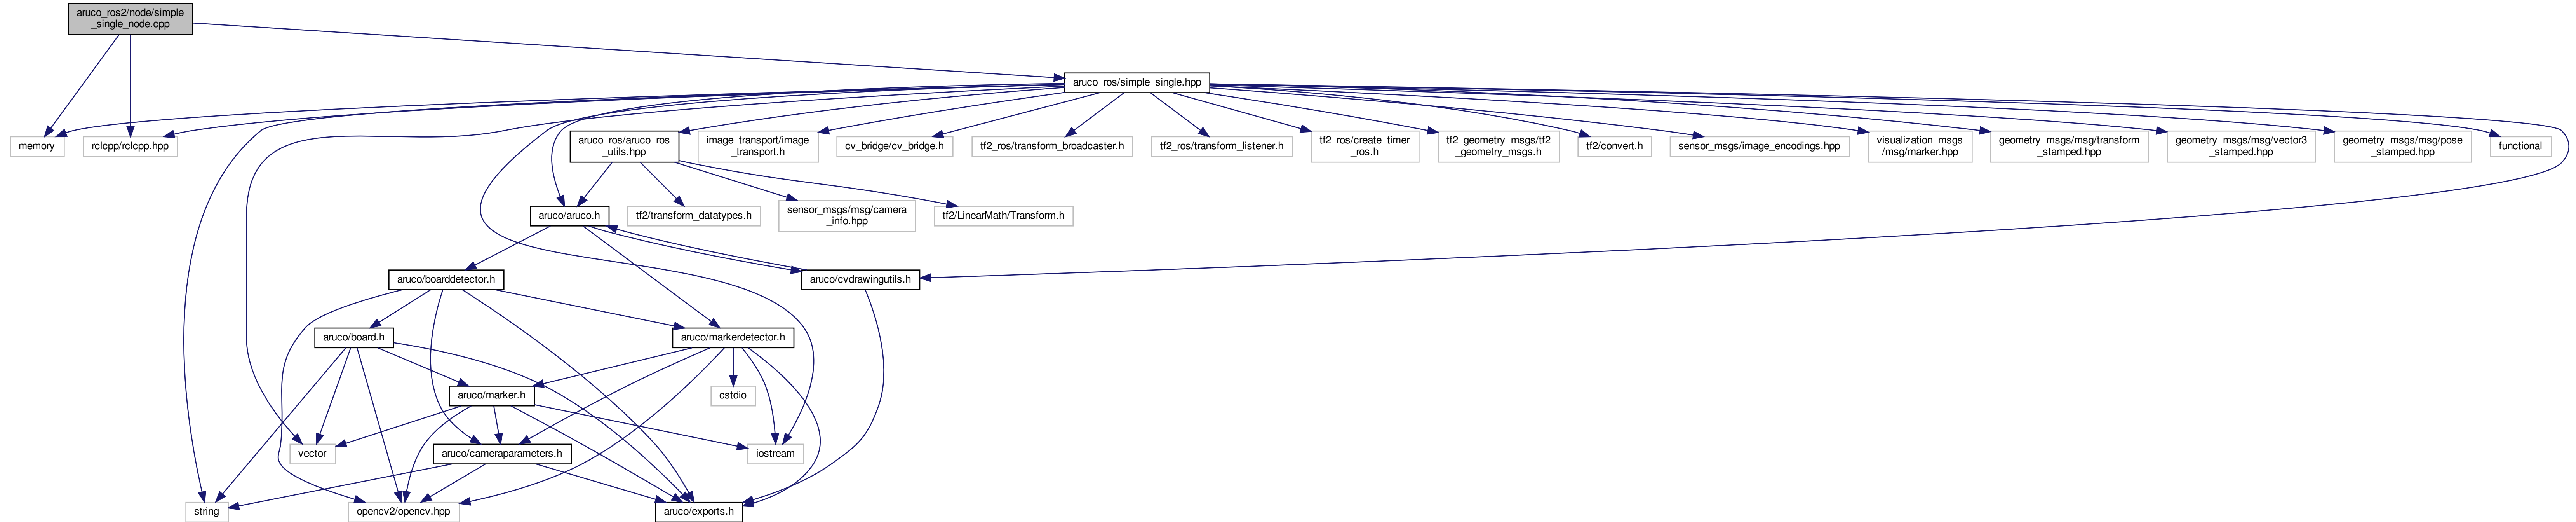 aruco_ros2/node/simple
_single_node.cpp
aruco_ros/simple_single.hpp
memory
rclcpp/rclcpp.hpp
aruco_ros/aruco_ros
_utils.hpp
image_transport/image
_transport.h
cv_bridge/cv_bridge.h
tf2_ros/transform_broadcaster.h
tf2_ros/transform_listener.h
tf2_ros/create_timer
_ros.h
tf2_geometry_msgs/tf2
_geometry_msgs.h
tf2/convert.h
sensor_msgs/image_encodings.hpp
visualization_msgs
/msg/marker.hpp
geometry_msgs/msg/transform
_stamped.hpp
geometry_msgs/msg/vector3
_stamped.hpp
geometry_msgs/msg/pose
_stamped.hpp
functional
aruco/aruco.h
tf2/transform_datatypes.h
sensor_msgs/msg/camera
_info.hpp
tf2/LinearMath/Transform.h
aruco/boarddetector.h
aruco/cvdrawingutils.h
aruco/board.h
aruco/markerdetector.h
aruco/marker.h
cstdio
vector
aruco/cameraparameters.h
iostream
string
opencv2/opencv.hpp
aruco/exports.h